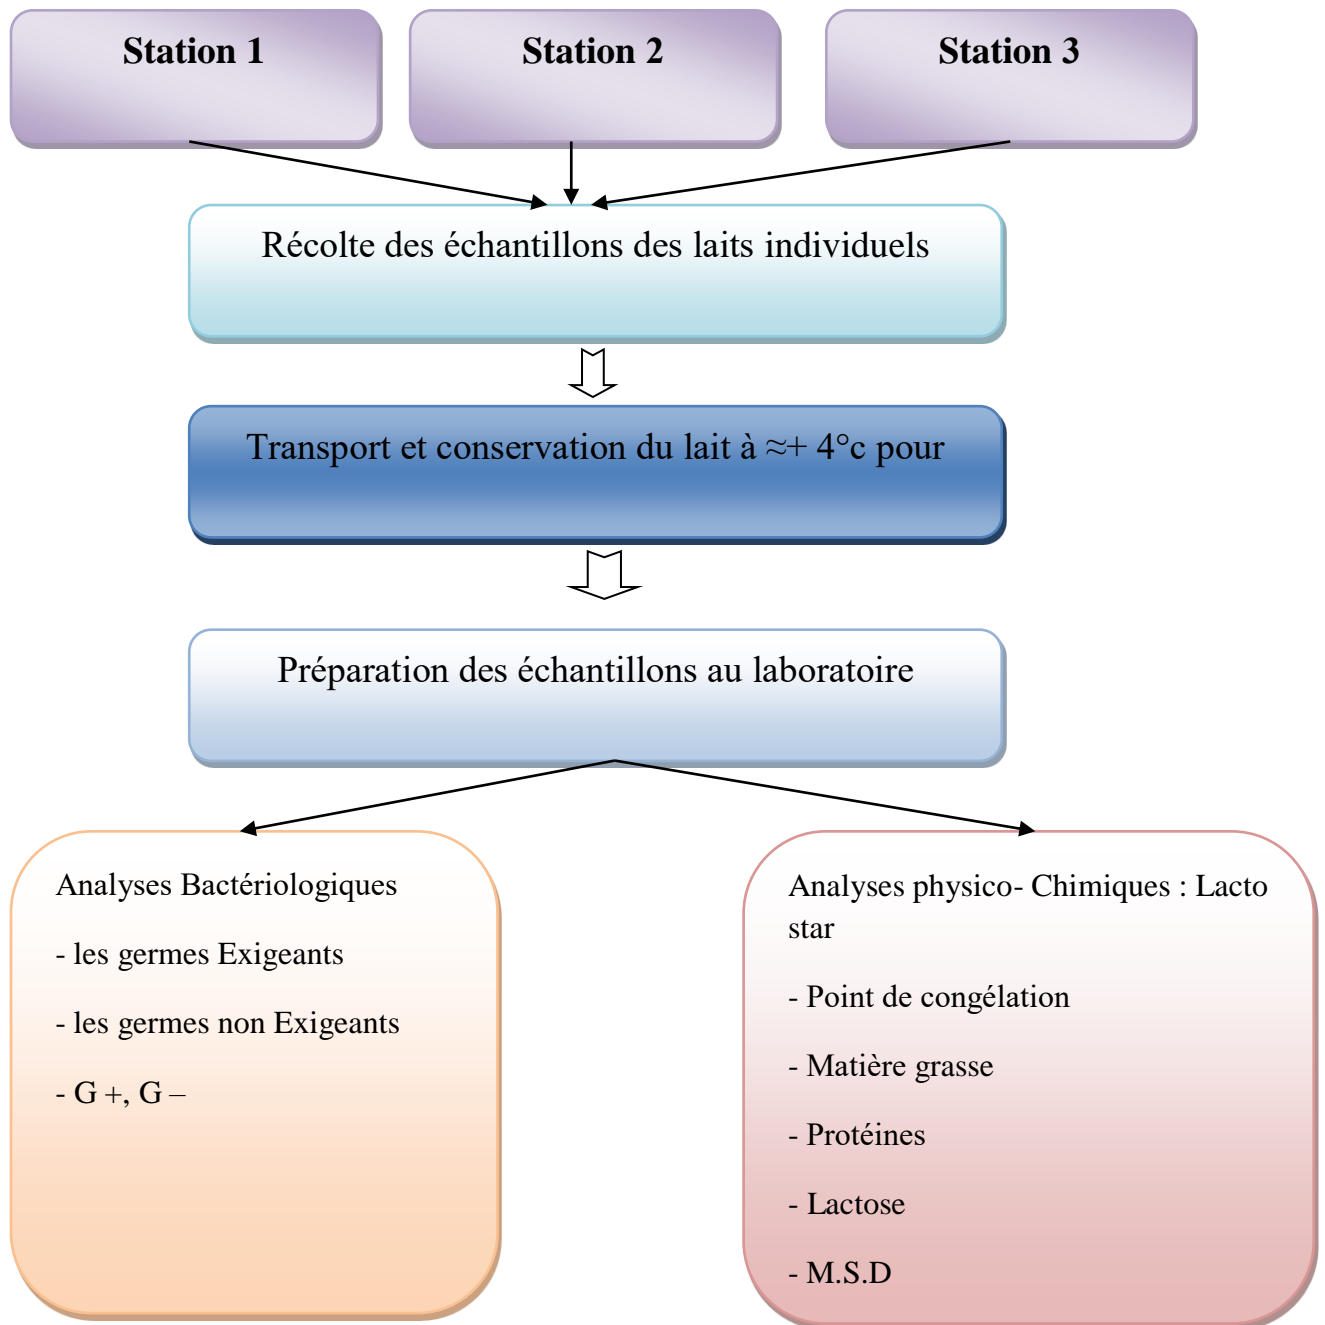 Station 1
Station 2
Station 3
Récolte des échantillons des laits individuels
Transport et conservation du lait à ≈+ 4°c pour
Préparation des échantillons au laboratoire
Analyses Bactériologiques
- les germes Exigeants
- les germes non Exigeants
- G +, G –
Analyses physico- Chimiques : Lacto
star
- Point de congélation
- Matière grasse
- Protéines
- Lactose
- M.S.D